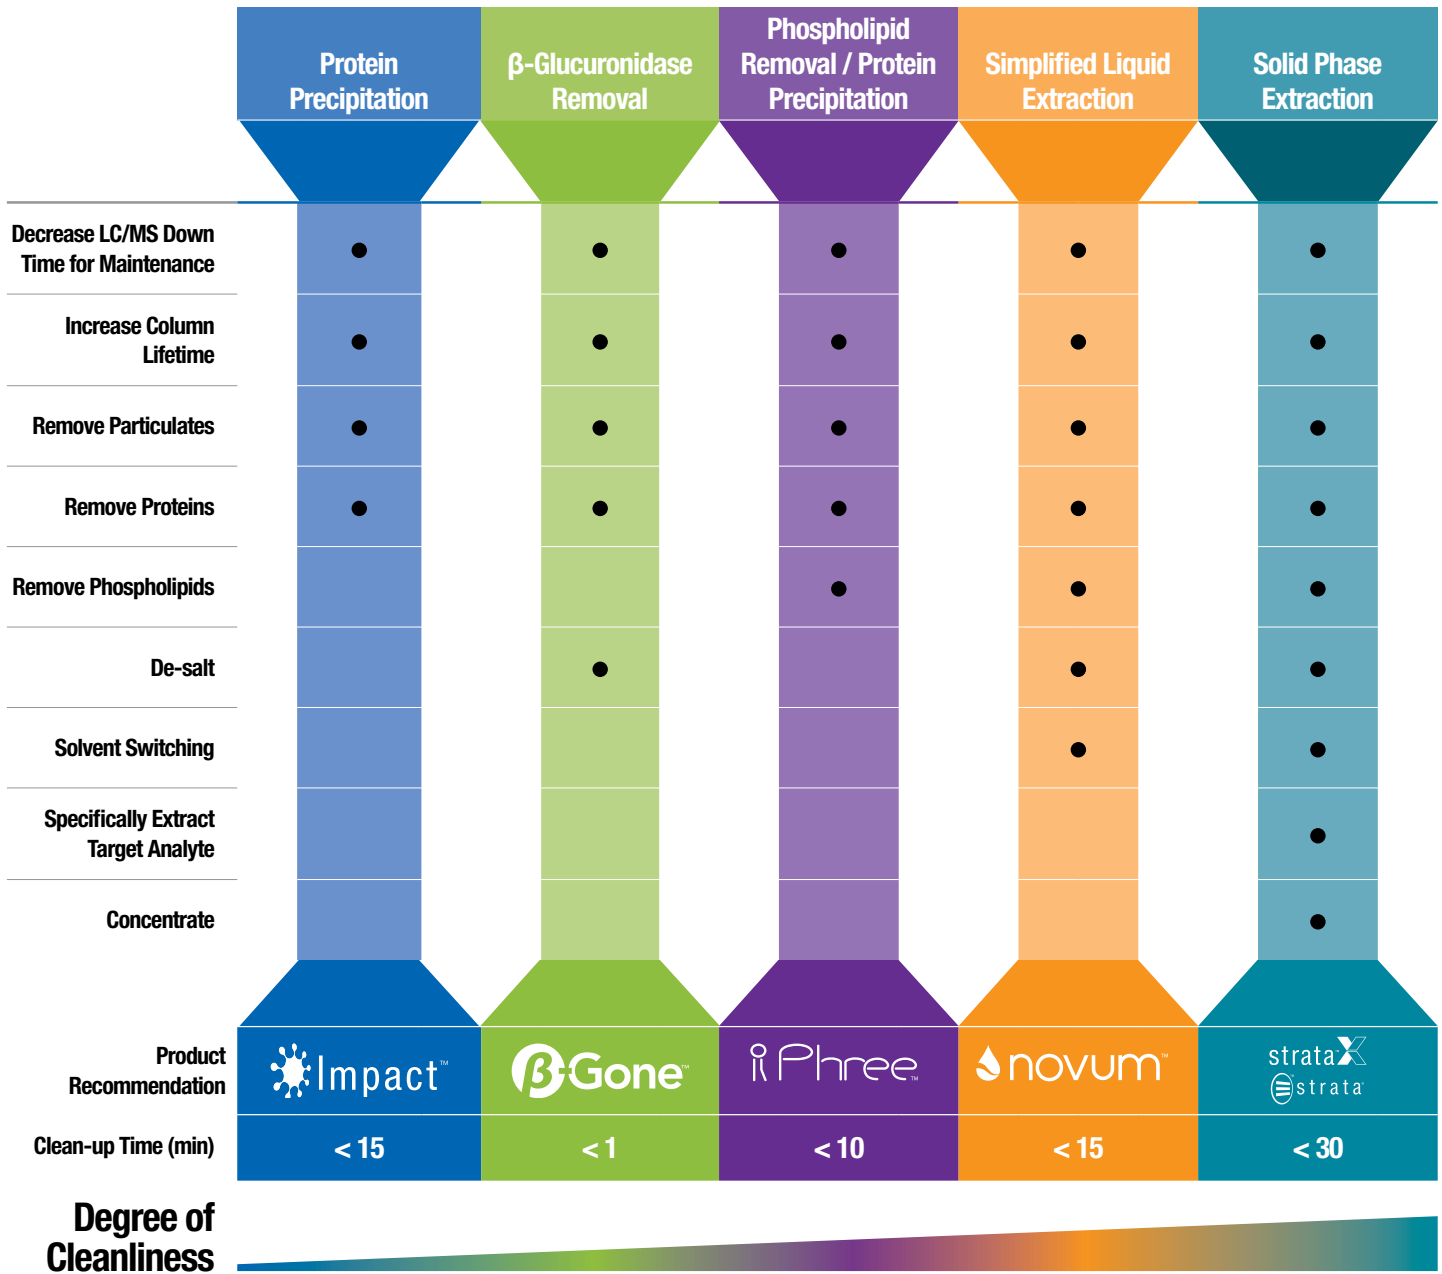 Protein
Precipitation
β-Glucuronidase
Removal
Phospholipid
Removal / Protein
Precipitation
Simplified Liquid
Extraction
Solid Phase
Extraction
Decrease LC/MS Down
Time for Maintenance
Increase Column
Lifetime
Remove Particulates
Remove Proteins
Remove Phospholipids
De-salt
Solvent Switching
Specifically Extract
Target Analyte
Concentrate
Product
Recommendation
Impact™
β-Gone™
Phree™
novum™
strata X
strata
Clean-up Time (min)
< 15
< 1
< 10
< 15
< 30
Degree of
Cleanliness